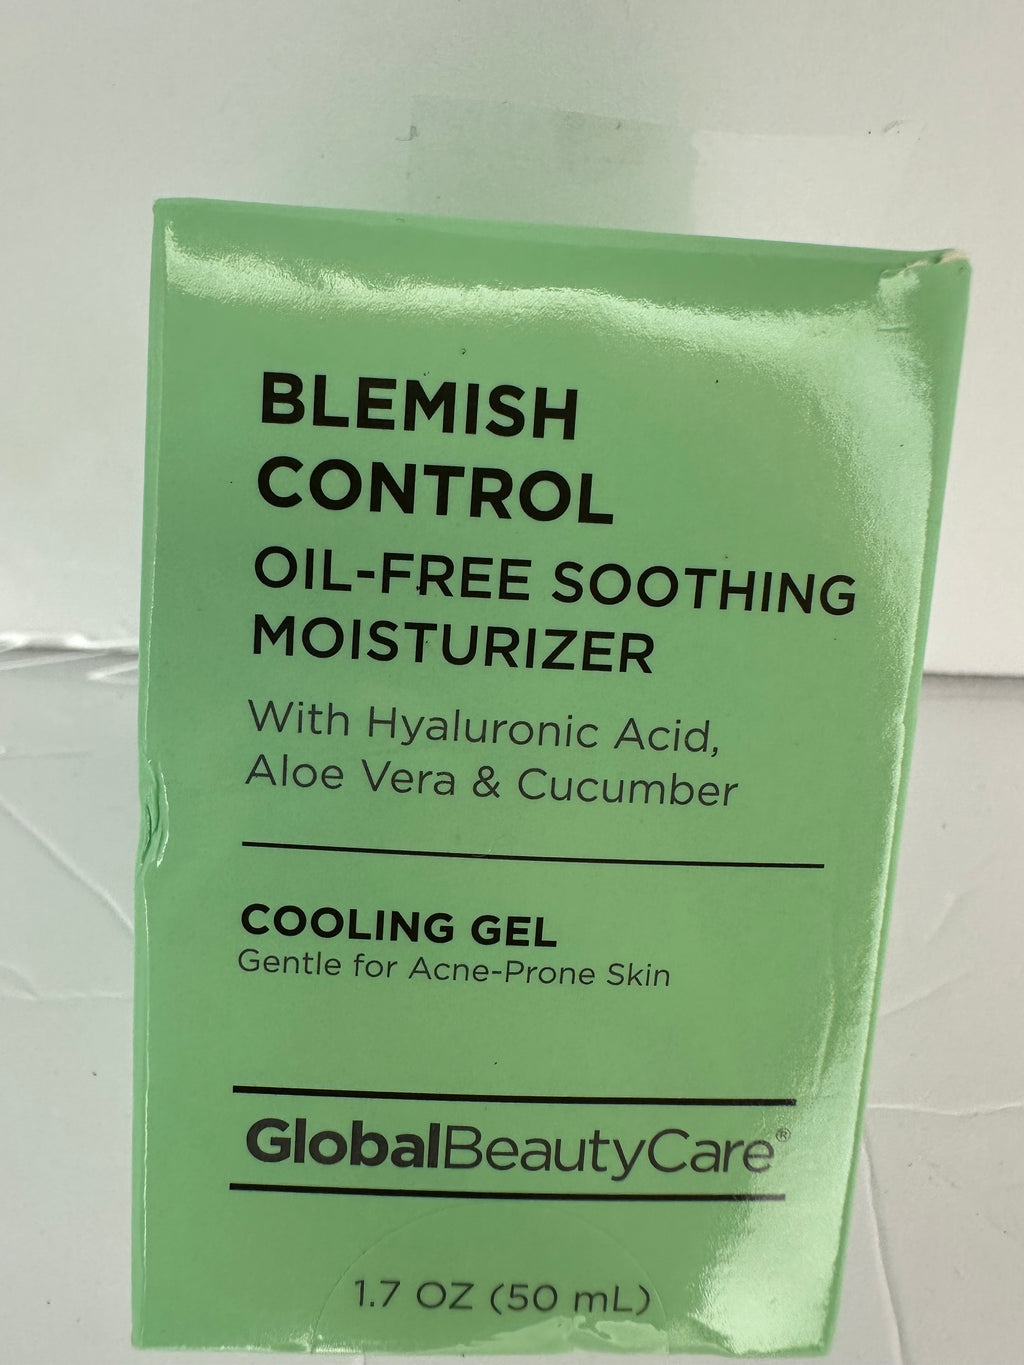 BLEMISH
CONTROL
OIL-FREE SOOTHING
MOISTURIZER
With Hyaluronic Acid,
Aloe Vera & Cucumber
COOLING GEL
Gentle for Acne-Prone Skin
GlobalBeautyCare®
1.7 OZ (50 mL)